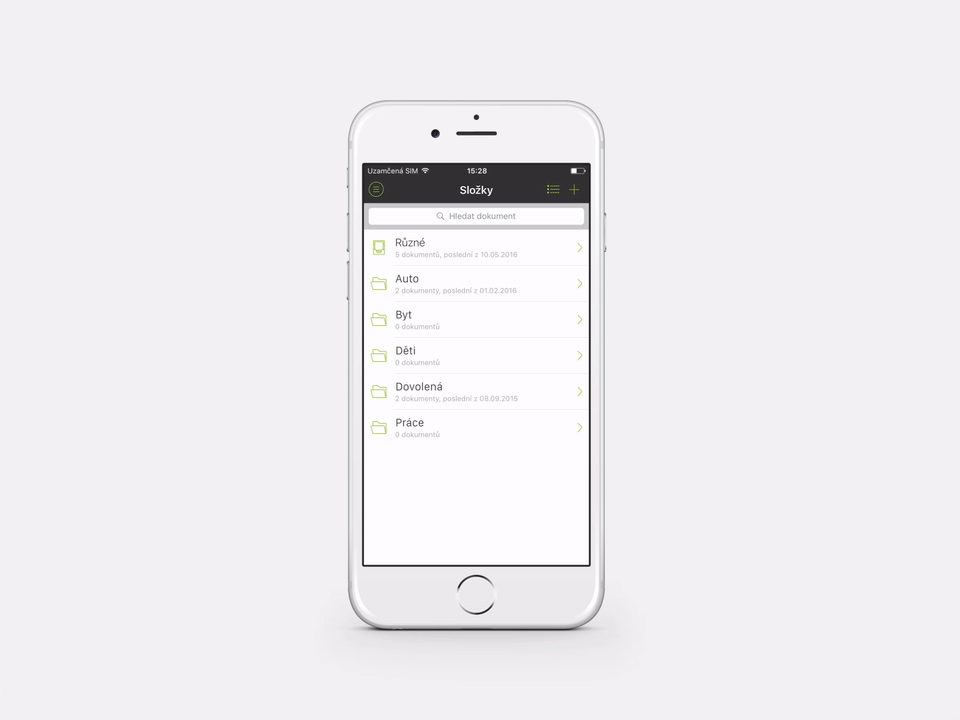 Uzamčená SIM 15:28
Složky
Hledat dokument
Různé
5 dokumentů, poslední z 10.05.2016
Auto
2 dokumenty, poslední z 01.02.2016
Byt
0 dokumentů
Děti
0 dokumentů
Dovolená
2 dokumenty, poslední z 08.09.2015
Práce
0 dokumentů